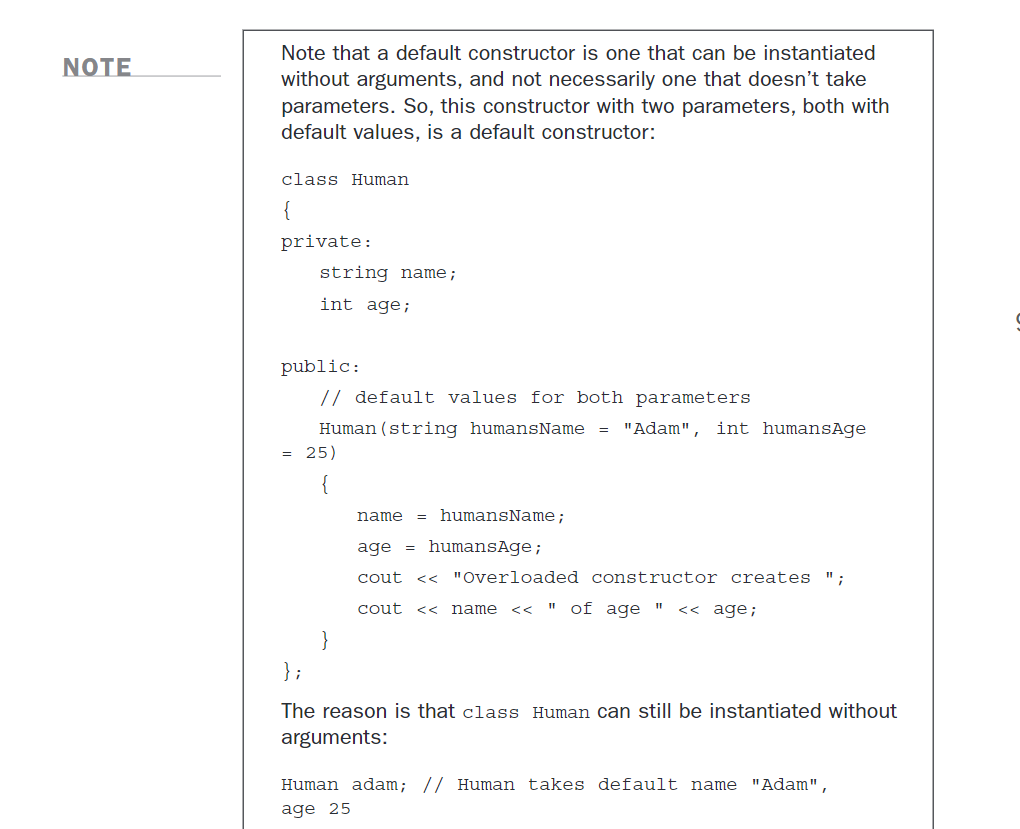 NOTE
Note that a default constructor is one that can be instantiated
without arguments, and not necessarily one that doesn’t take
parameters. So, this constructor with two parameters, both with
default values, is a default constructor:
class Human
{
private:
string name;
int age;
public:
// default values for both parameters
Human(string humansName = "Adam", int humansAge
= 25)
{
name = humansName;
age = humansAge;
cout << "Overloaded constructor creates ";
cout << name << " of age " << age;
}
};
The reason is that class Human can still be instantiated without
arguments:
Human adam; // Human takes default name "Adam",
age 25